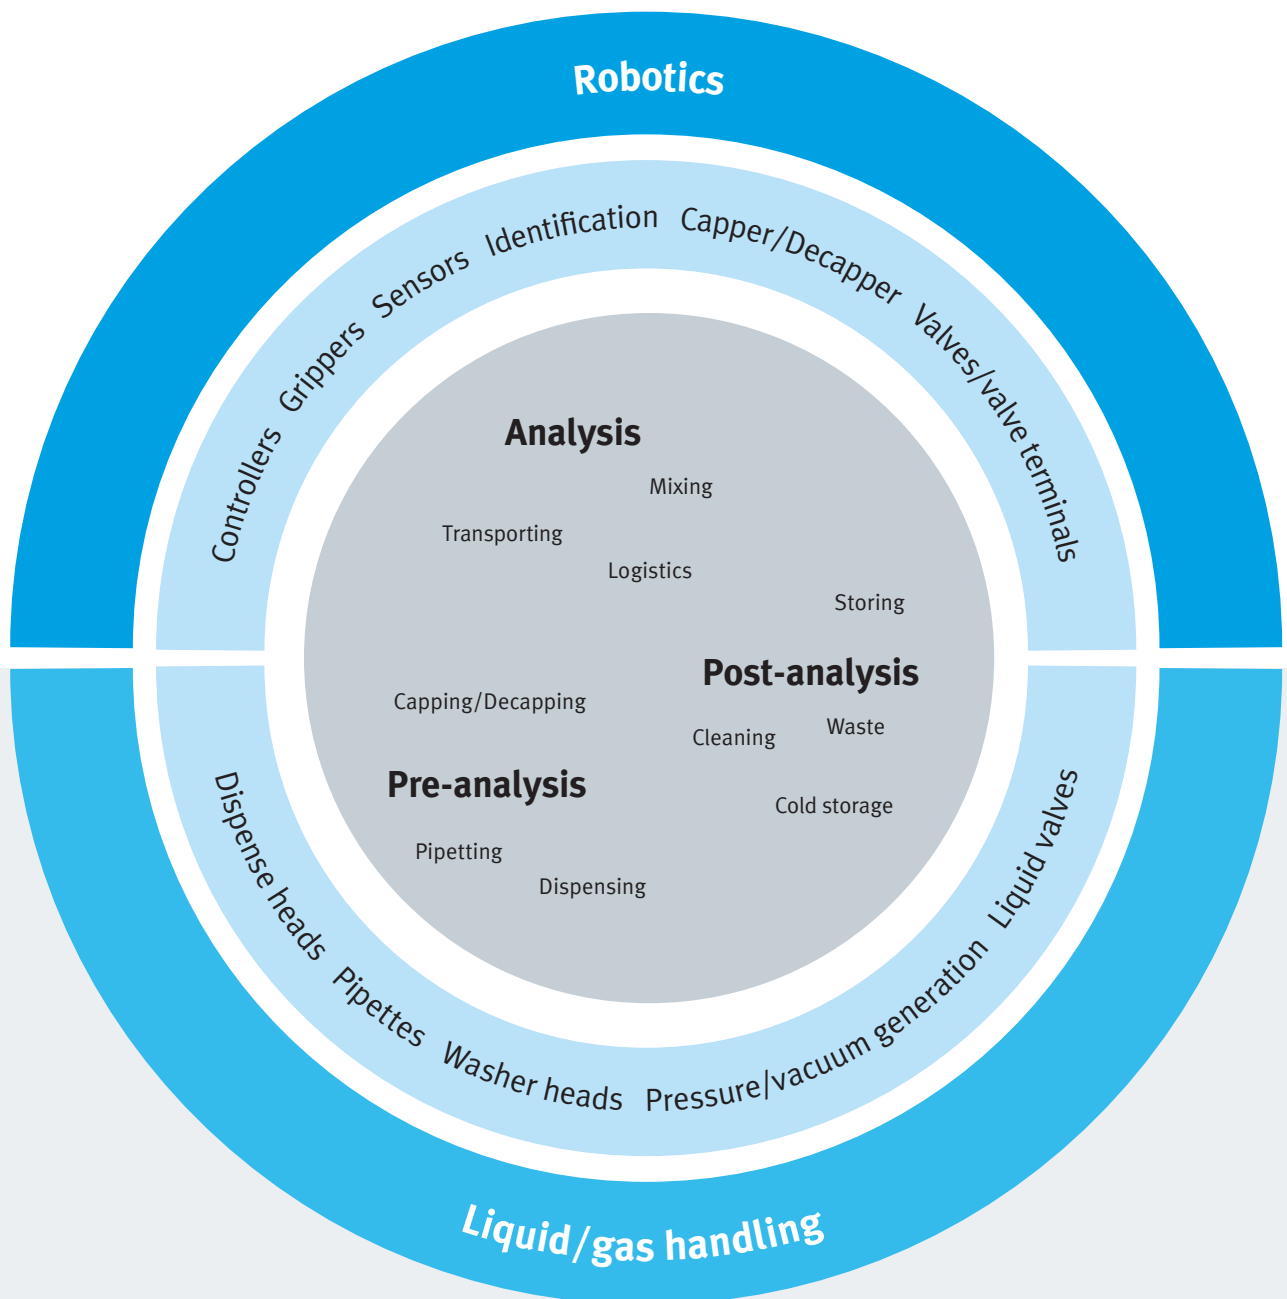 Robotics
Controllers Grippers Sensors Identification Capper/Decapper Valves/valve terminals
Analysis
Mixing
Transporting
Logistics
Storing
Post-analysis
Capping/Decapping
Waste
Cleaning
Pre-analysis
Cold storage
Pipetting
Dispensing
Dispense heads Pipettes Washer heads Pressure/vacuum generation Liquid valves
Liquid/gas handling